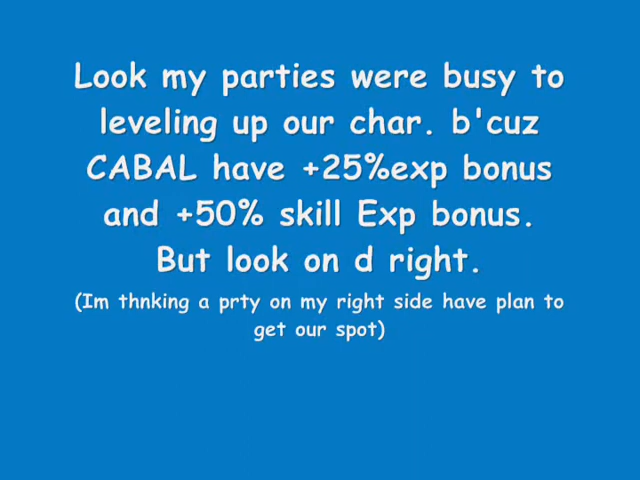 Look my parties were busy to
leveling up our char. b'cuz
CABAL have +25%exp bonus
and +50% skill Exp bonus.
But look on d right.
(Im thnking a prty on my right side have plan to
get our spot)